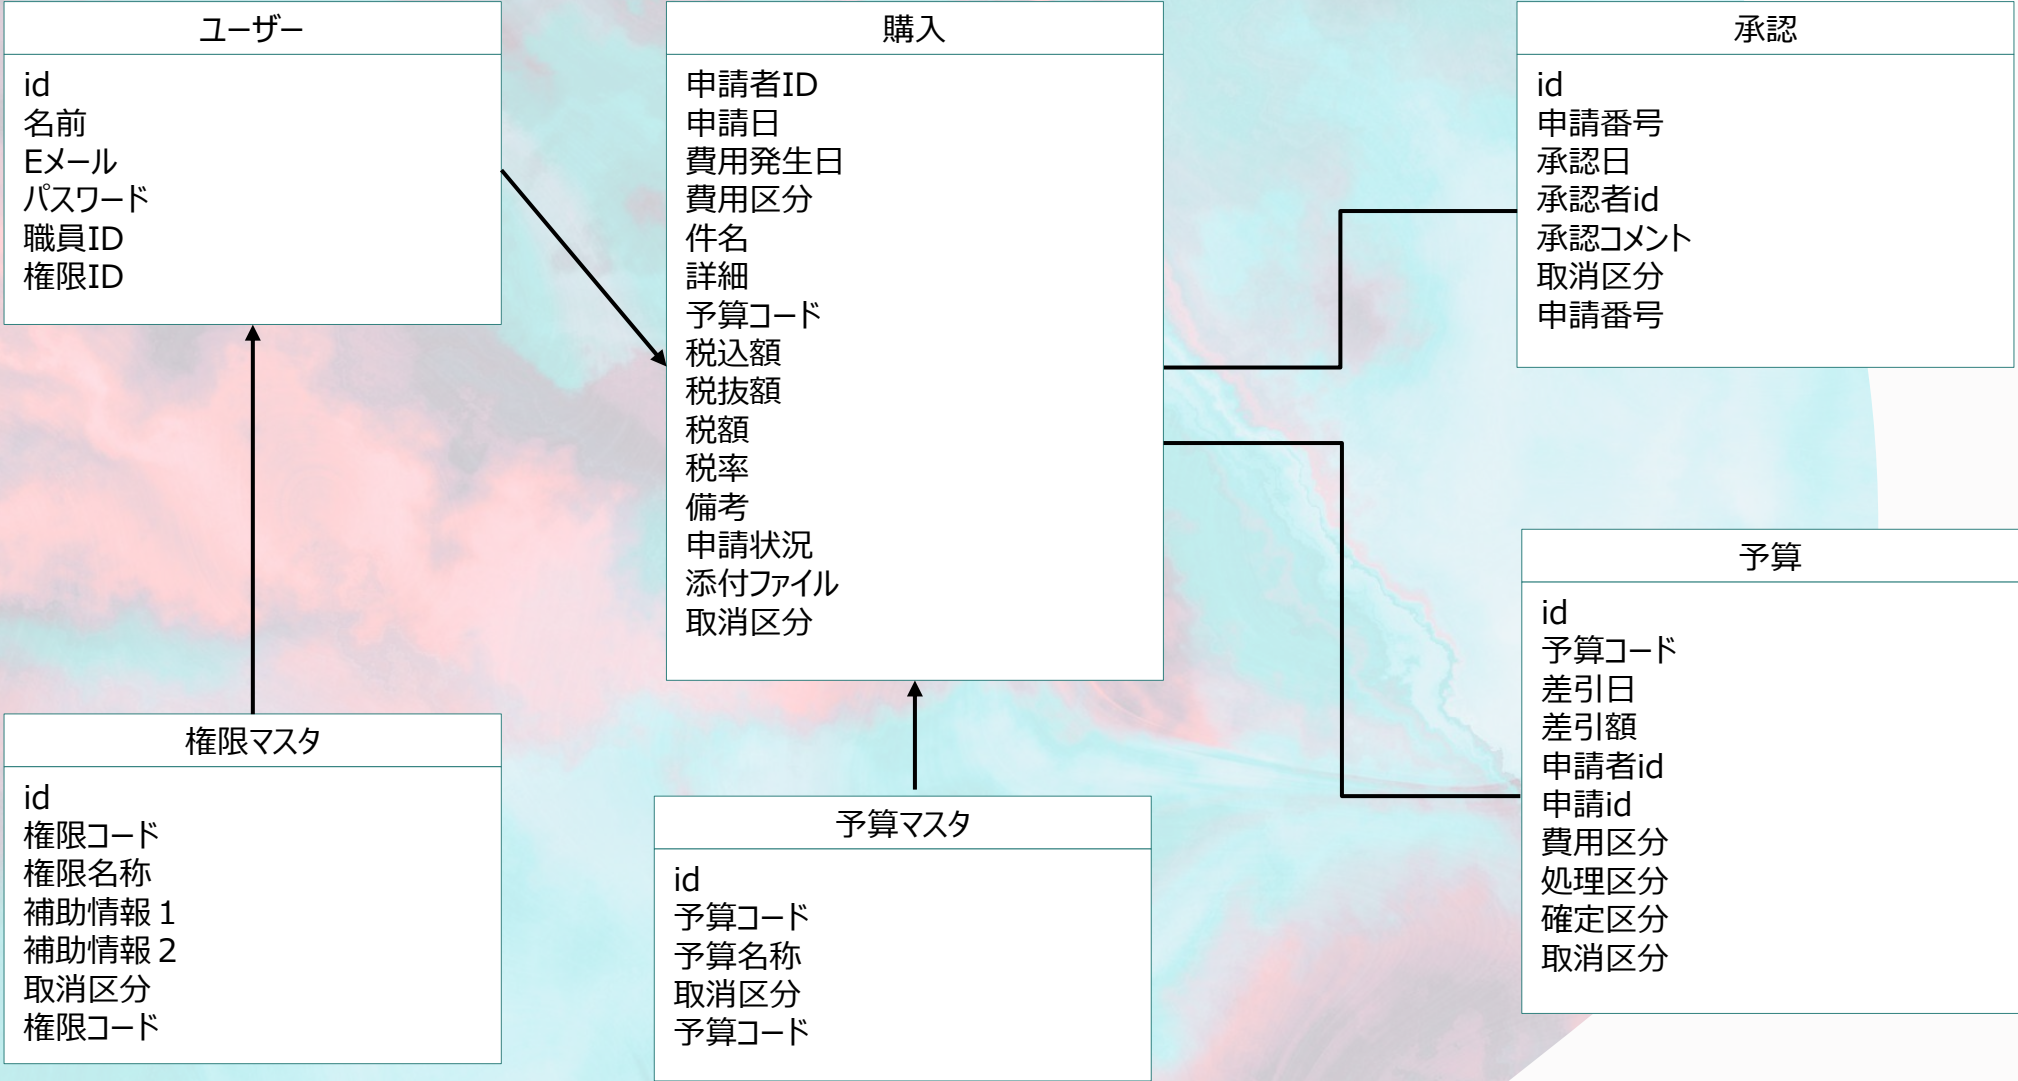 ユーザー
id
名前
Eメール
パスワード
職員ID
権限ID
購入
申請者ID
申請日
費用発生日
費用区分
件名
詳細
予算コード
税込額
税抜額
税額
税率
備考
申請状況
添付ファイル
取消区分
承認
id
申請番号
承認日
承認者id
承認コメント
取消区分
申請番号
権限マスタ
id
権限コード
権限名称
補助情報１
補助情報２
取消区分
権限コード
予算マスタ
id
予算コード
予算名称
取消区分
予算コード
予算
id
予算コード
差引日
差引額
申請者id
申請id
費用区分
処理区分
確定区分
取消区分